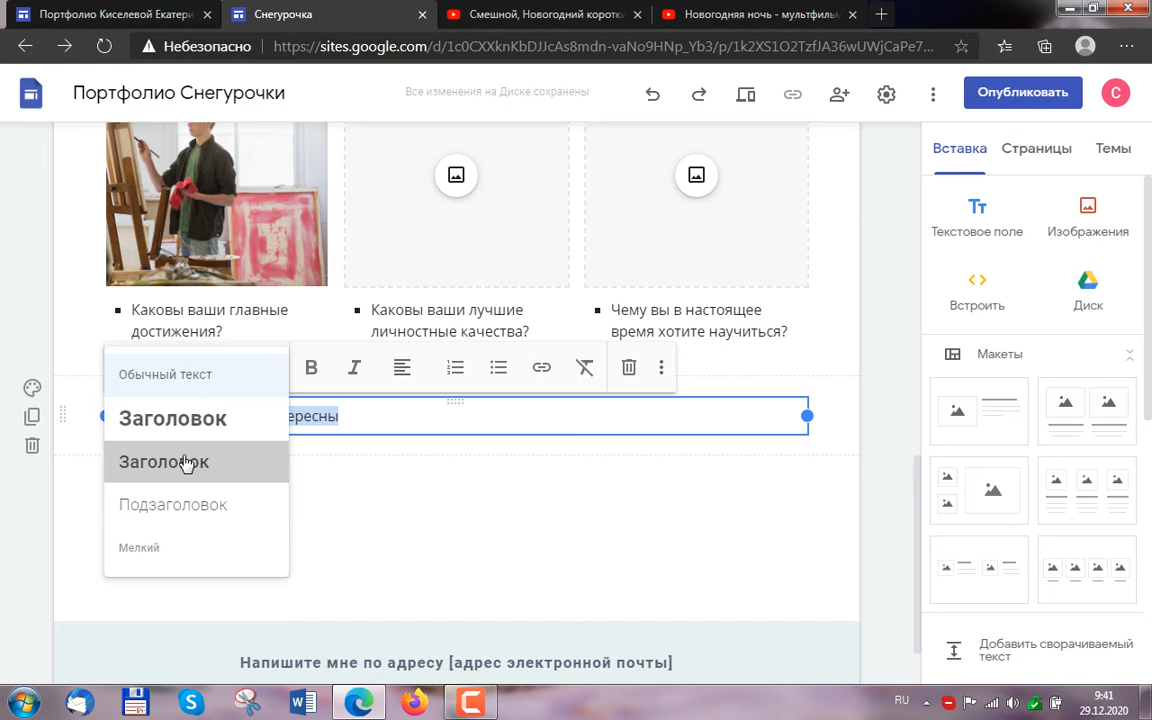 Портфолио Киселевой Екатери
Снегурочка
Смешной, Новогодний коротки
Новогодняя ночь - мультфиль
Небезопасно
https://sites.google.com/d/1c0CXXknKbDJJcAs8mdn-vaNo9HNp_Yb3/p/1k2XS1O2TzfJA36wUWjCaPe7...
Портфолио Снегурочки
Все изменения на Диске сохранены
Опубликовать
С
Вставка
Страницы
Темы
Текстовое поле
Изображения
Встроить
Диск
Макеты
Добавить сворачиваемый
текст
Каковы ваши главные
достижения?
Каковы ваши лучшие
личностные качества?
Чему вы в настоящее
время хотите научиться?
Обычный текст
Заголовок
Заголовок
Подзаголовок
Мелкий
ересны
Напишите мне по адресу [адрес электронной почты]
RU
9:41
29.12.2020